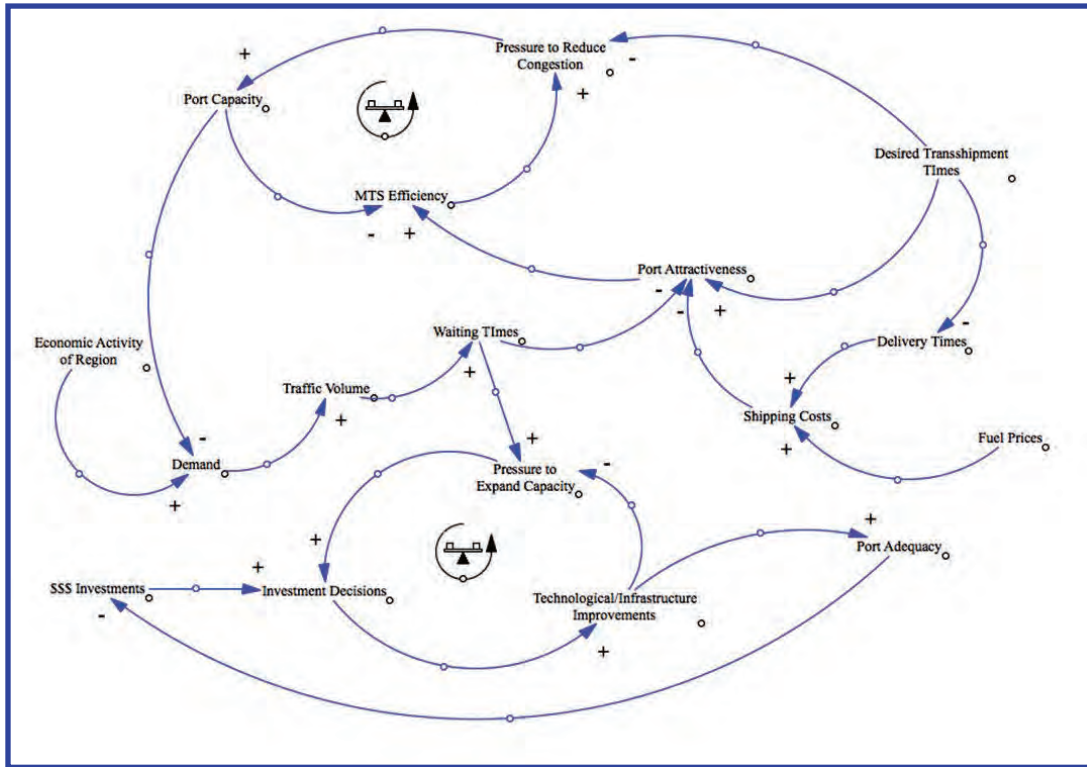 Pressure to Reduce
Congestion
-
+
+
Port Capacity
Desired Transshipment
TImes
MTS Efficiency
-
+
Port Attractiveness
-
-
+
Waiting TImes
+
-
Delivery Times
Economic Activity
of Region
Traffic Volume
+
+
Shipping Costs
+
Fuel Prices
-
Demand
+
+
Pressure to
Expand Capacity
-
+
+
Port Adequacy
SSS Investments
-
+
Investment Decisions
Technological/Infrastructure
Improvements
+